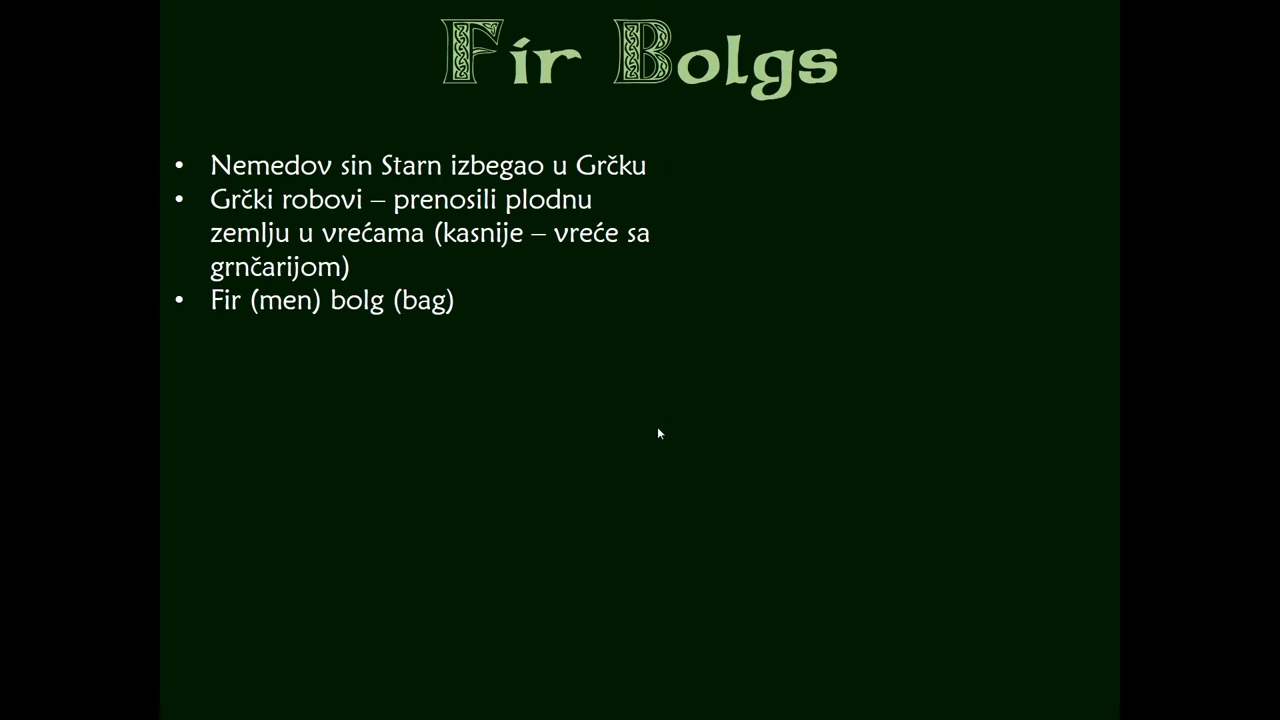 Fir Bolgs
• Nemedov sin Starn izbegao u Grčku
• Grčki robovi – prenosili plodnu
zemlju u vrećama (kasnije – vreće sa
grnčarijom)
• Fir (men) bolg (bag)